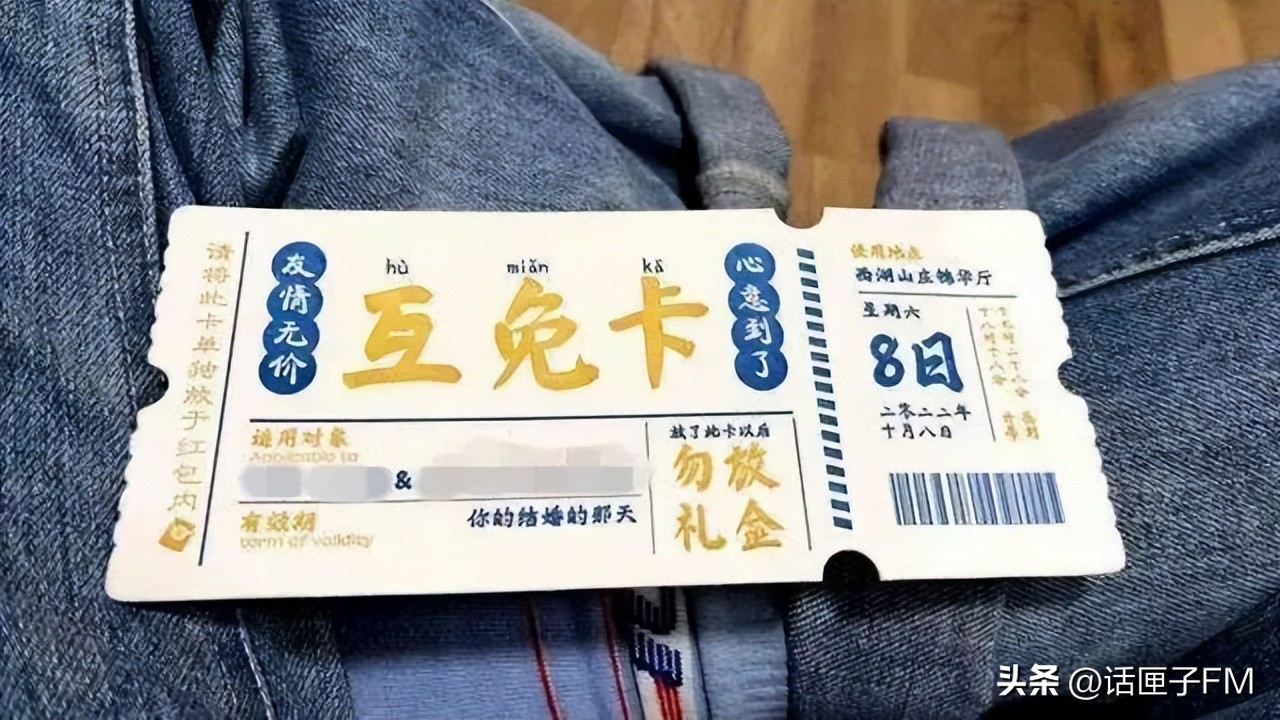 请将此卡单独放于红包内
友情无价
hù miǎn kǎ
互免卡
心意到了
适用对象
Applicable to
&
有效期
term of validity
你的结婚的那天
放了此卡以后
勿放
礼金
使用地点
西湖山庄锦华厅
星期六
8日
二零二二年
十月八日
头条 @话匣子FM